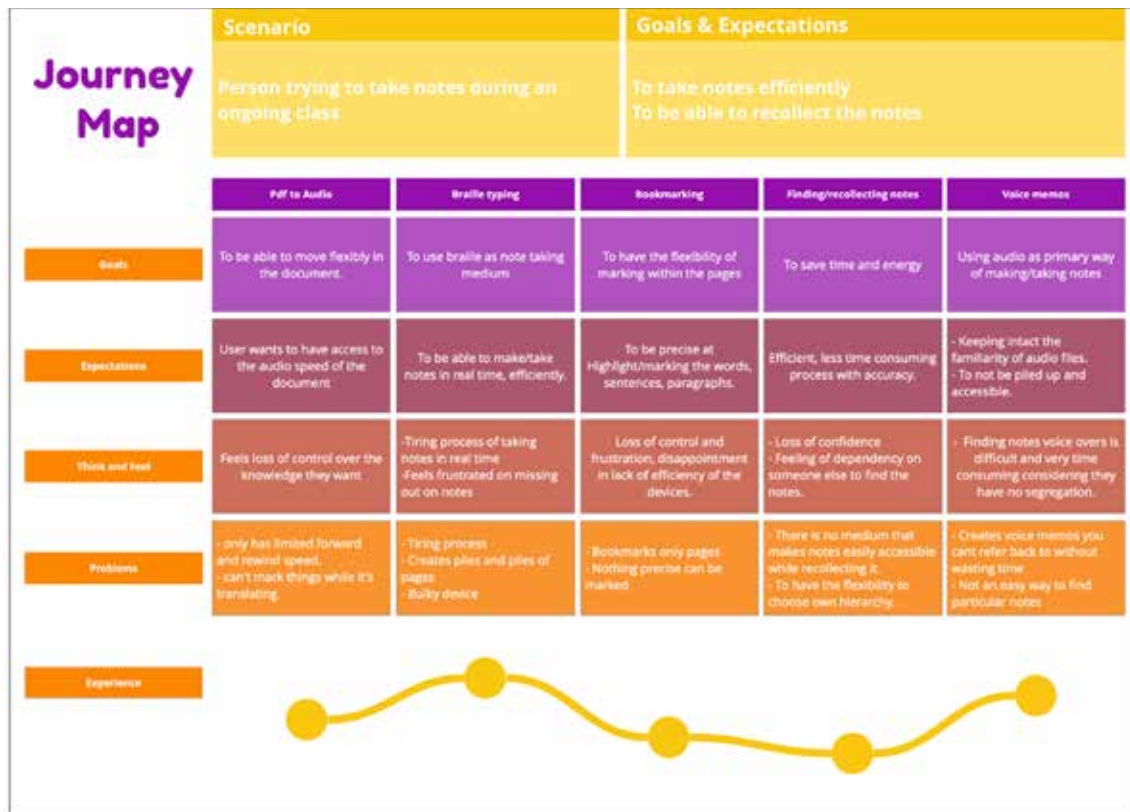 Journey
Map
Scenario
Goals & Expectations
Person trying to take notes during an
ongoing class
To take notes efficiently
To be able to recollect the notes
Pdf to Audio
Braille typing
Bookmarking
Finding/recollecting notes
Voice memos
Goals
To be able to move flexibly in
the document.
To use braille as note taking
medium
To have the flexibility of
marking within the pages
To save time and energy
Using audio as primary way
of making/taking notes
Expectations
User wants to have access to
the audio speed of the
document
To be able to make/take
notes in real time, efficiently.
To be precise at
Highlight/marking the words,
sentences, paragraphs.
Efficient, less time consuming
process with accuracy.
- Keeping intact the
familiarity of audio files.
- To not be piled up and
accessible.
Think and Feel
Feels loss of control over the
knowledge they want
-Tiring process of taking
notes in real time
-Feels frustrated on missing
out on notes
Loss of control and
frustration, disappointment
in lack of efficiency of the
devices.
- Loss of confidence
- Feeling of dependency on
someone else to find the
notes.
- Finding notes voice overs is
difficult and very time
consuming considering they
have no segregation.
Problems
- only has limited forward
and rewind speed.
- can't mark things while it's
translating.
- Tiring process
- Creates piles and piles of
pages
- Bulky device
- Bookmarks only pages
- Nothing precise can be
marked
- There is no medium that
makes notes easily accessible
while recollecting it.
- To have the flexibility to
choose own hierarchy.
- Creates voice memos you
cant refer back to without
wasting time
- Not an easy way to find
particular notes
Experience